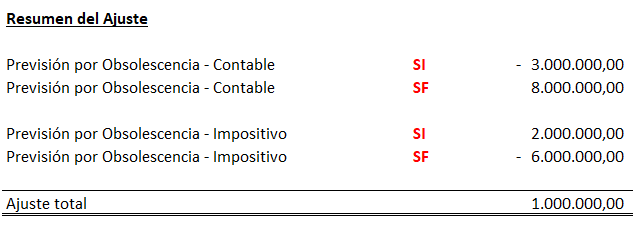 Resumen del Ajuste
Previsión por Obsolescencia - Contable SI - 3.000.000,00
Previsión por Obsolescencia - Contable SF 8.000.000,00
Previsión por Obsolescencia - Impositivo SI 2.000.000,00
Previsión por Obsolescencia - Impositivo SF - 6.000.000,00
Ajuste total 1.000.000,00